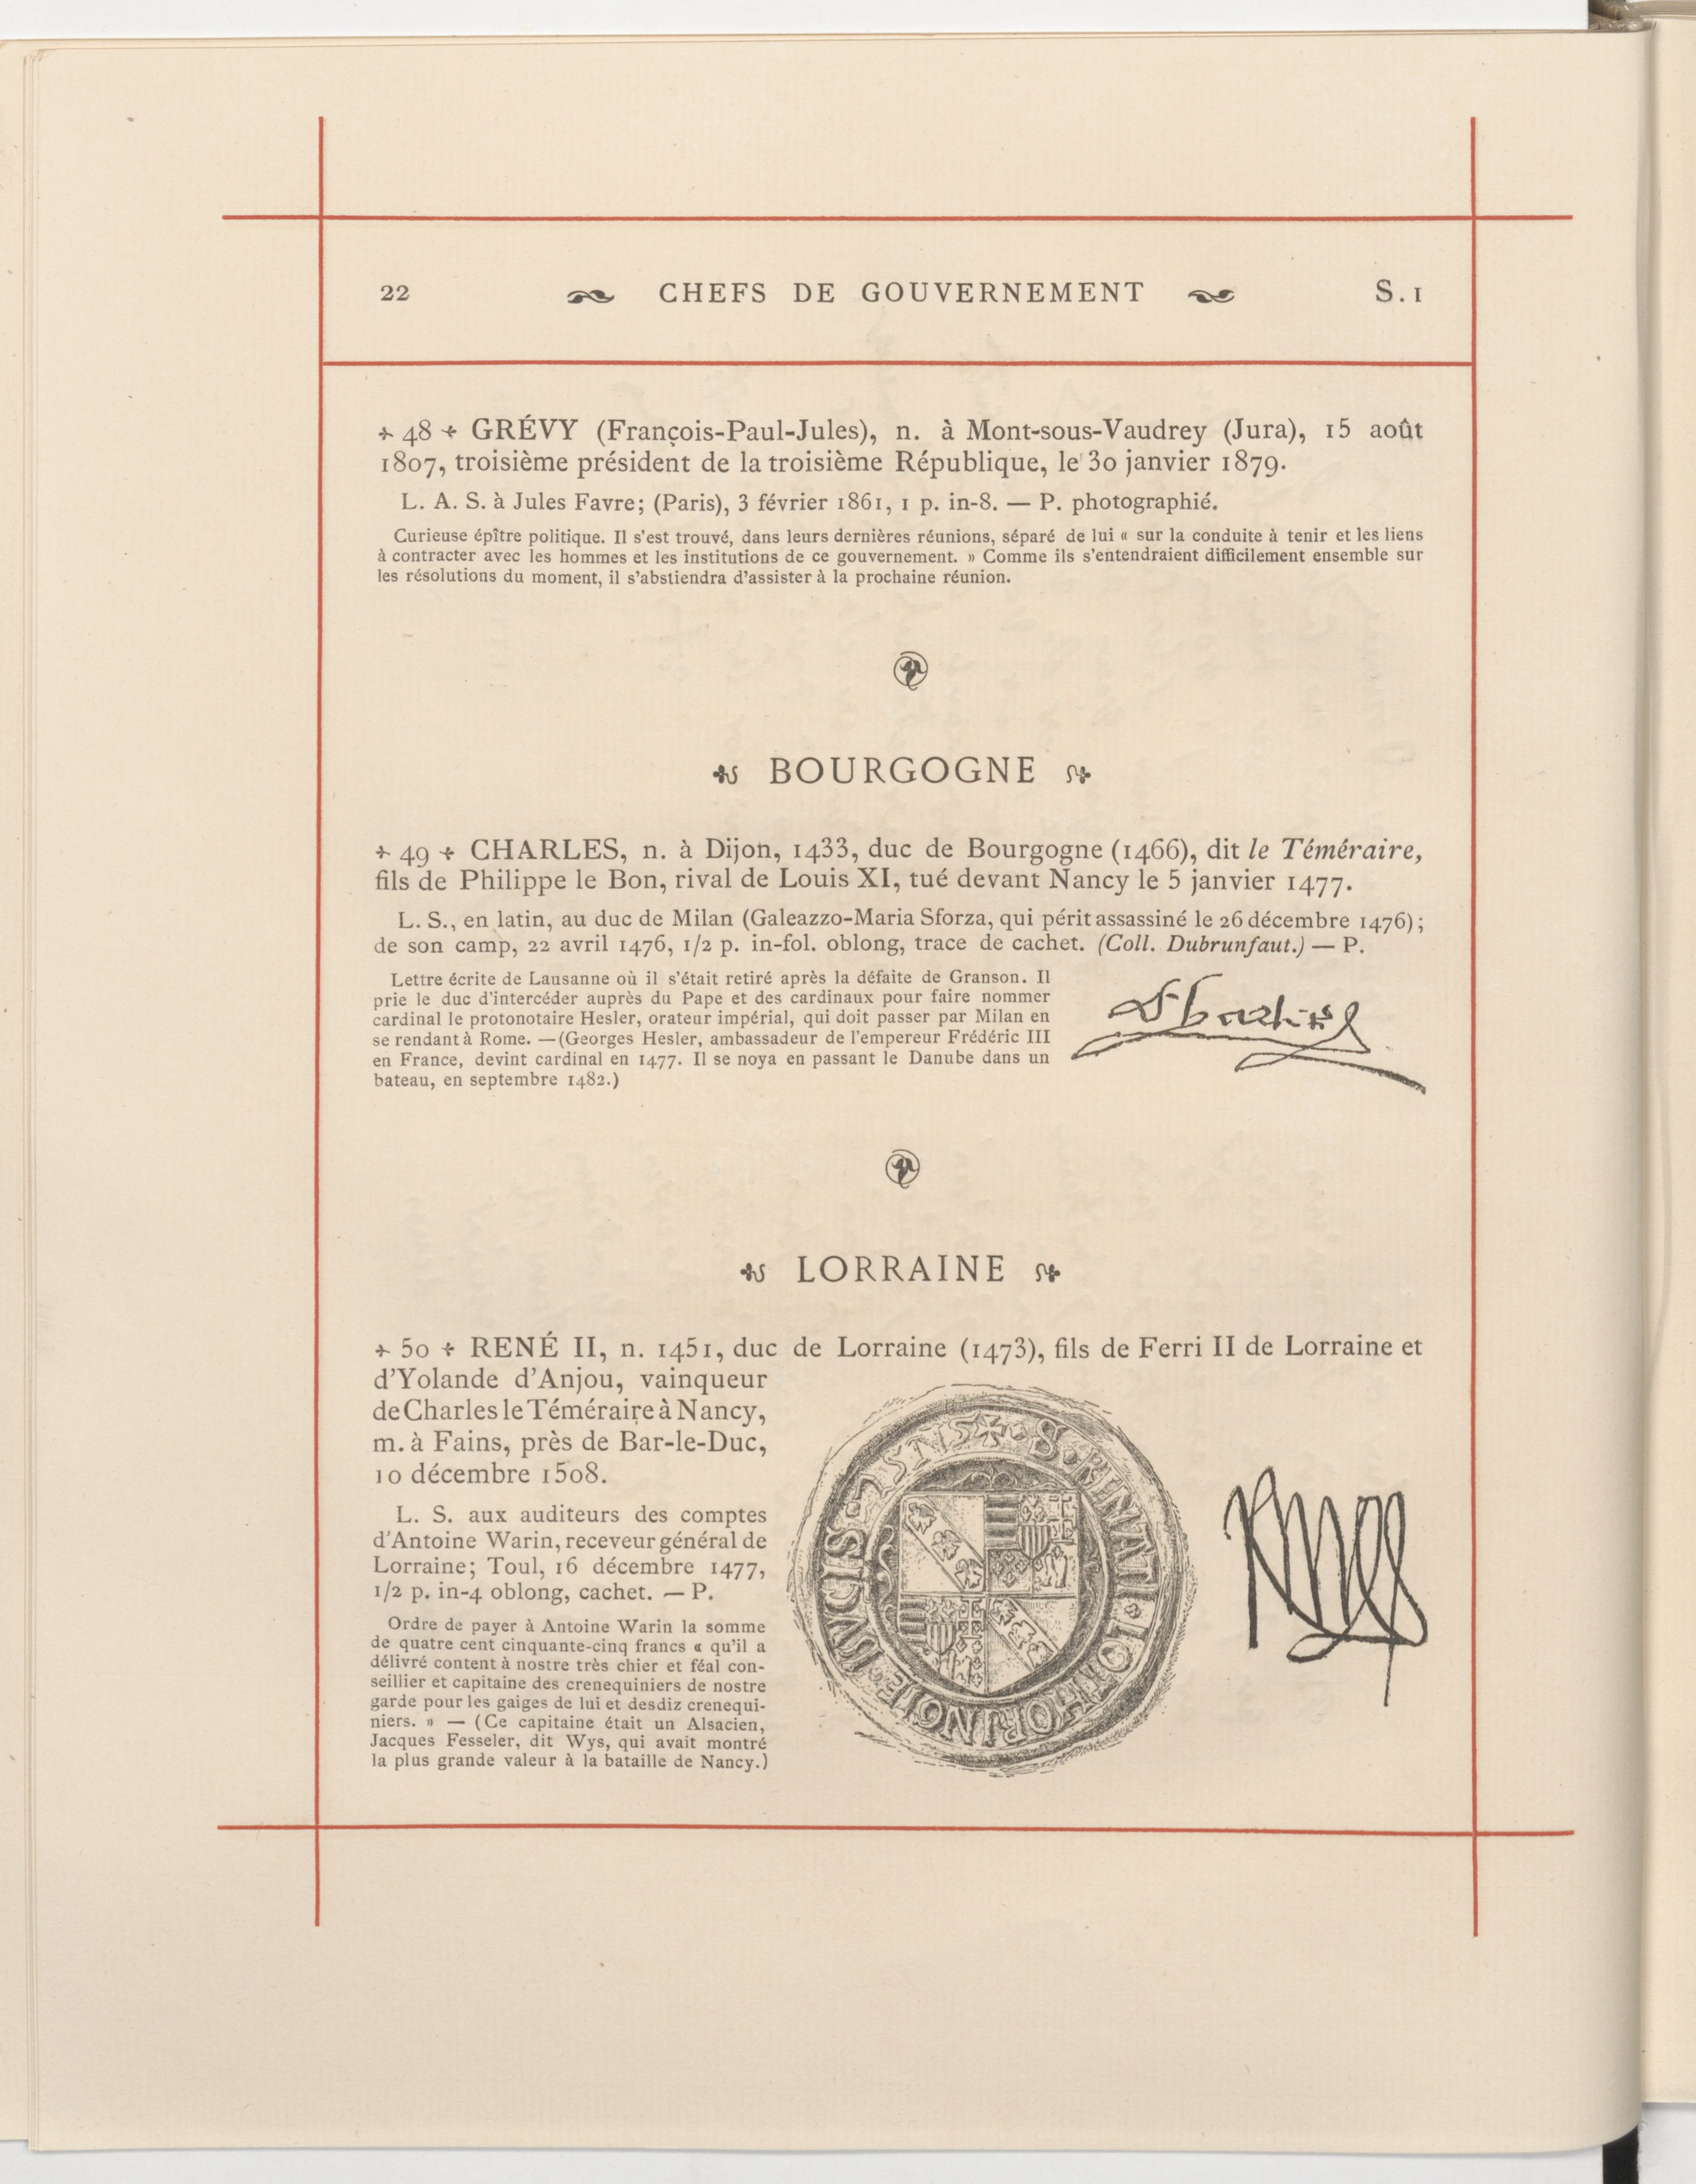 22 CHEFS DE GOUVERNEMENT S. 1
48 GRÉVY (François-Paul-Jules), n. à Mont-sous-Vaudrey (Jura), 15 août
1807, troisième président de la troisième République, le 30 janvier 1879.
L. A. S. à Jules Favre; (Paris), 3 février 1861, 1 p. in-8. — P. photographié.
Curieuse épître politique. Il s'est trouvé, dans leurs dernières réunions, séparé de lui « sur la conduite à tenir et les liens
à contracter avec les hommes et les institutions de ce gouvernement. » Comme ils s'entendraient difficilement ensemble sur
les résolutions du moment, il s'abstiendra d'assister à la prochaine réunion.
BOURGOGNE
49 CHARLES, n. à Dijon, 1433, duc de Bourgogne (1466), dit le Téméraire,
fils de Philippe le Bon, rival de Louis XI, tué devant Nancy le 5 janvier 1477.
L. S., en latin, au duc de Milan (Galeazzo-Maria Sforza, qui périt assassiné le 26 décembre 1476);
de son camp, 22 avril 1476, 1/2 p. in-fol. oblong, trace de cachet. (Coll. Dubrunfaut.) — P.
Lettre écrite de Lausanne où il s'était retiré après la défaite de Granson. Il
prie le duc d'intercéder auprès du Pape et des cardinaux pour faire nommer
cardinal le protonotaire Hesler, orateur impérial, qui doit passer par Milan en
se rendant à Rome. — (Georges Hesler, ambassadeur de l'empereur Frédéric III
en France, devint cardinal en 1477. Il se noya en passant le Danube dans un
bateau, en septembre 1482.)
LORRAINE
50 RENÉ II, n. 1451, duc de Lorraine (1473), fils de Ferri II de Lorraine et
d'Yolande d'Anjou, vainqueur
de Charles le Téméraire à Nancy,
m. à Fains, près de Bar-le-Duc,
10 décembre 1508.
L. S. aux auditeurs des comptes
d'Antoine Warin, receveur général de
Lorraine; Toul, 16 décembre 1477,
1/2 p. in-4 oblong, cachet. — P.
Ordre de payer à Antoine Warin la somme
de quatre cent cinquante-cinq francs « qu'il a
délivré content à nostre très chier et féal con-
seillier et capitaine des crenequiniers de nostre
garde pour les gaiges de lui et desdiz crenequi-
niers. » — (Ce capitaine était un Alsacien,
Jacques Fesseler, dit Wys, qui avait montré
la plus grande valeur à la bataille de Nancy.)